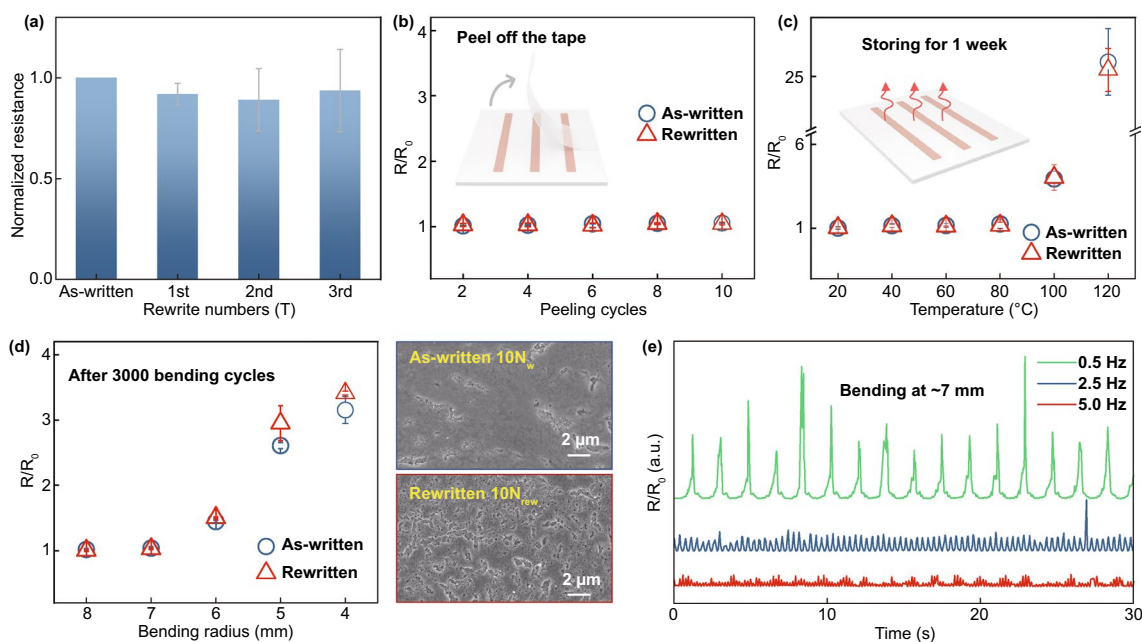 (a)
Normalized resistance
1.0
0.5
0.0
As-written 1st 2nd 3rd
Rewrite numbers (T)
(b)
Peel off the tape
R/R0
4
3
2
1
As-written
Rewritten
2 4 6 8 10
Peeling cycles
(c)
Storing for 1 week
R/R0
25
6
1
As-written
Rewritten
20 40 60 80 100 120
Temperature (°C)
(d)
After 3000 bending cycles
R/R0
4
3
2
1
As-written
Rewritten
8 7 6 5 4
Bending radius (mm)
As-written 10Nw
2 μm
Rewritten 10Nrew
2 μm
(e)
Bending at ~7 mm
0.5 Hz
2.5 Hz
5.0 Hz
R/R0 (a.u.)
0 10 20 30
Time (s)